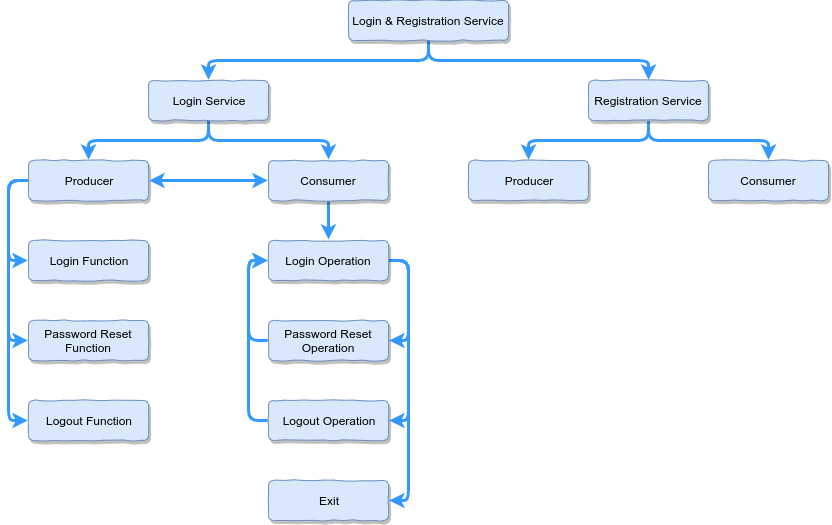 Login & Registration Service
Login Service
Registration Service
Producer
Consumer
Producer
Consumer
Login Function
Login Operation
Password Reset
Function
Password Reset
Operation
Logout Function
Logout Operation
Exit